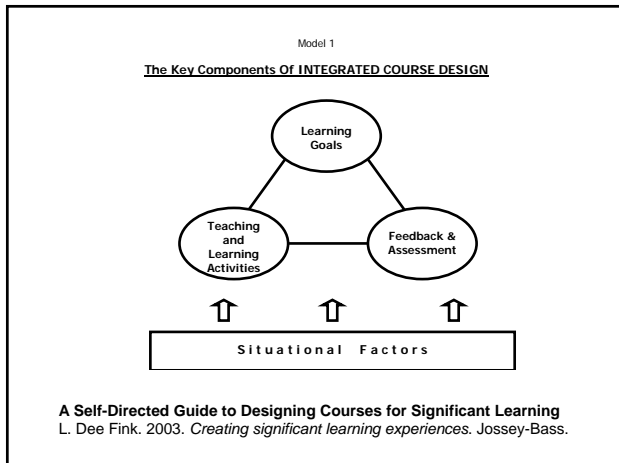 Model 1
The Key Components Of INTEGRATED COURSE DESIGN
Learning
Goals
Teaching
and
Learning
Activities
Feedback &
Assessment
Situational Factors
A Self-Directed Guide to Designing Courses for Significant Learning
L. Dee Fink. 2003. Creating significant learning experiences. Jossey-Bass.